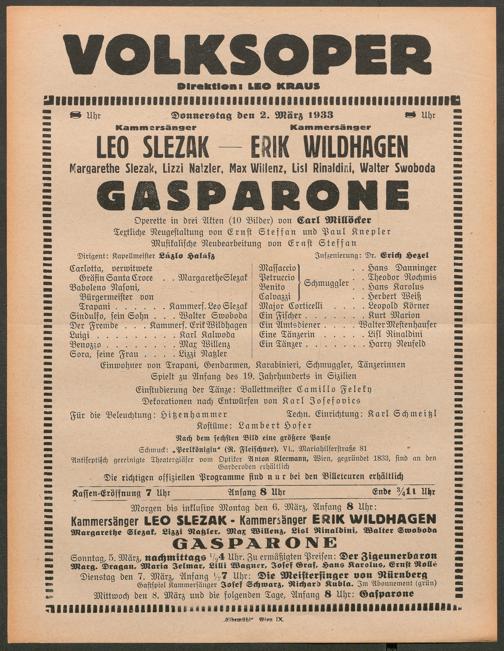 VOLKSOPER
Direktion: LEO KRAUS
8 Uhr Donnerstag den 2. März 1933 8 Uhr
Kammersänger Kammersänger
LEO SLEZAK — ERIK WILDHAGEN
Margarethe Slezak, Lizzi Natzler, Max Willenz, Lisl Rinaldini, Walter Swoboda
GASPARONE
Operette in drei Akten (10 Bilder) von Carl Millöcker
Textliche Neugestaltung von Ernst Steffan und Paul Knepler
Musikalische Neubearbeitung von Ernst Steffan
Dirigent: Kapellmeister László Halász Inszenierung: Dr. Erich Hezel
Carlotta, verwitwete
Gräfin Santa Croce . . Margarethe Slezak
Baboleno Nasoni,
Bürgermeister von
Trapani . . . . Kammers. Leo Slezak
Sindulfo, sein Sohn . . Walter Swoboda
Der Fremde . . Kammers. Erik Wildhagen
Luigi . . . . . . . . Karl Kalwoda
Benozzo . . . . . . Max Willenz
Sora, seine Frau . . . . Lizzi Natzler
Massaccio . . Hans Danninger
Petruccio . . Theodor Rochmis
Benito Schmuggler . . Hans Karolus
Calvazzi . . Herbert Weiß
Major Corticelli . . . Leopold Körner
Ein Fischer . . . . Kurt Marion
Ein Amtsdiener . . Walter Mestenhauser
Eine Tänzerin . . . . Lisl Rinaldini
Ein Tänzer . . . . Harry Neufeld
Einwohner von Trapani, Gendarmen, Karabinieri, Schmuggler, Tänzerinnen
Spielt zu Anfang des 19. Jahrhunderts in Sizilien
Einstudierung der Tänze: Ballettmeister Camillo Feleky
Dekorationen nach Entwürfen von Karl Josefovics
Für die Beleuchtung: Hitzenhammer Techn. Einrichtung: Karl Schmeitzl
Kostüme: Lambert Hofer
Nach dem sechsten Bild eine größere Pause
Schmuck: „Perlkönigin" (R. Fleischner), VI., Mariahilferstraße 81
Antiseptisch gereinigte Theatergläser vom Optiker Anton Kleemann, Wien, gegründet 1833, sind an den
Garderoben erhältlich
Die richtigen offiziellen Programme sind nur bei den Billeteuren erhältlich
Kassen-Eröffnung 7 Uhr Anfang 8 Uhr Ende 3/4 11 Uhr
Morgen bis inklusive Montag den 6. März, Anfang 8 Uhr:
Kammersänger LEO SLEZAK - Kammersänger ERIK WILDHAGEN
Margarethe Slezak, Lizzi Natzler, Max Willenz, Lisl Rinaldini, Walter Swoboda
GASPARONE
Sonntag, 5. März, nachmittags 1/4 4 Uhr. Zu ermäßigten Preisen: Der Zigeunerbaron
Marg. Dragan, Maria Jelmar, Lilli Wagner, Josef Graf, Hans Karolus, Ernst Rollé
Dienstag den 7. März, Anfang 1/2 7 Uhr: Die Meistersinger von Nürnberg
Gastspiel Kammersänger Josef Schwarz, Richard Kubla. Im Abonnement (grün)
Mittwoch den 8. März und die folgenden Tage, Anfang 8 Uhr: Gasparone
„Elbemühl" Wien IX.